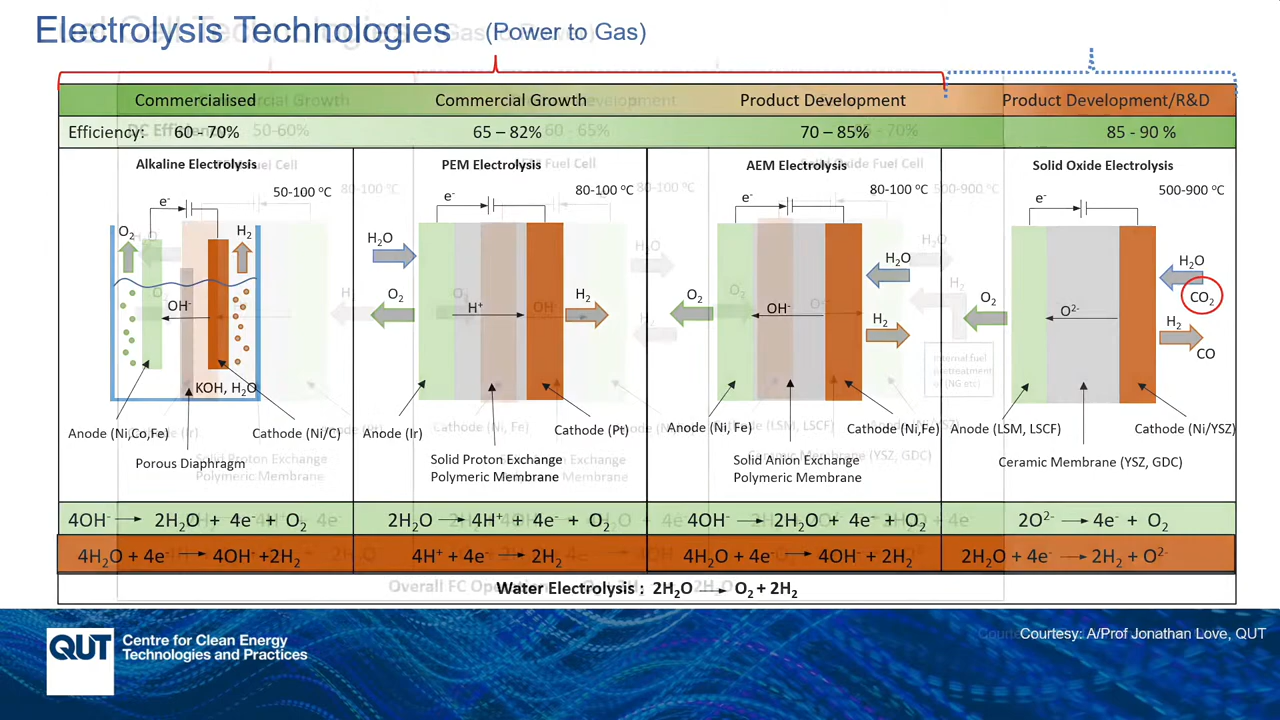 Electrolysis Technologies (Power to Gas)
Commercialised Commercial Growth Product Development Product Development/R&D
Efficiency: 60 - 70% 65 – 82% 70 – 85% 85 - 90 %
Alkaline Electrolysis PEM Electrolysis AEM Electrolysis Solid Oxide Electrolysis
50-100 ºC 80-100 ºC 80-100 ºC 500-900 ºC
e- e- e- e-
O2 H2 H2O H2O H2O
CO2
OH- O2 H+ H2 O2 OH- H2 O2 O2- H2
CO
KOH, H2O
Anode (Ni,Co,Fe) Cathode (Ni/C) Anode (Ir) Cathode (Pt) Anode (Ni, Fe) Cathode (Ni,Fe) Anode (LSM, LSCF) Cathode (Ni/YSZ)
Porous Diaphragm Solid Proton Exchange Solid Anion Exchange Ceramic Membrane (YSZ, GDC)
Polymeric Membrane Polymeric Membrane
4OH- → 2H2O + 4e- + O2 2H2O → 4H+ + 4e- + O2 4OH- → 2H2O + 4e- + O2 2O2- → 4e- + O2
4H2O + 4e- → 4OH- +2H2 4H+ + 4e- → 2H2 4H2O + 4e- → 4OH- + 2H2 2H2O + 4e- → 2H2 + O2-
Water Electrolysis : 2H2O → O2 + 2H2
QUT Centre for Clean Energy
Technologies and Practices
Courtesy: A/Prof Jonathan Love, QUT